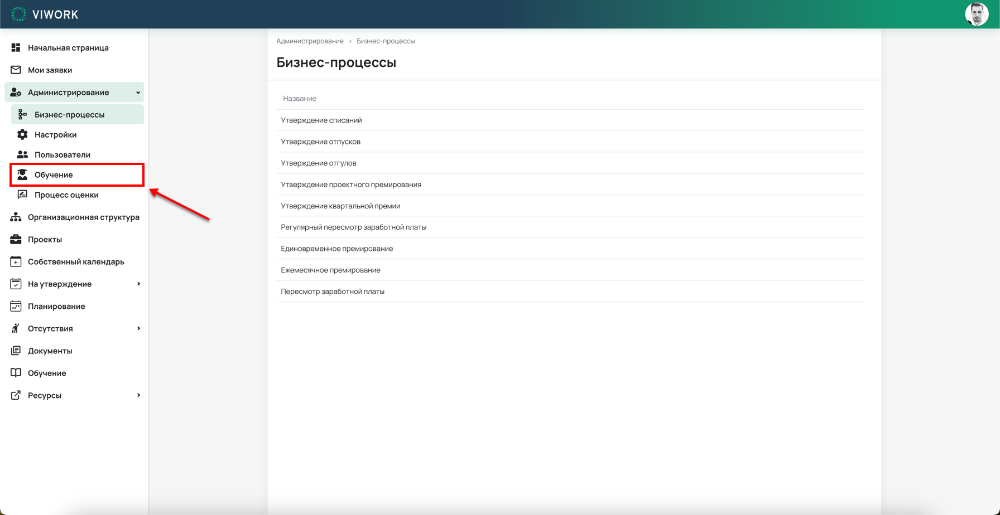 VIWORK
Начальная страница
Мои заявки
Администрирование
Бизнес-процессы
Настройки
Пользователи
Обучение
Процесс оценки
Организационная структура
Проекты
Собственный календарь
На утверждение
Планирование
Отсутствия
Документы
Обучение
Ресурсы
Администрирование › Бизнес-процессы
Бизнес-процессы
Название
Утверждение списаний
Утверждение отпусков
Утверждение отгулов
Утверждение проектного премирования
Утверждение квартальной премии
Регулярный пересмотр заработной платы
Единовременное премирование
Ежемесячное премирование
Пересмотр заработной платы